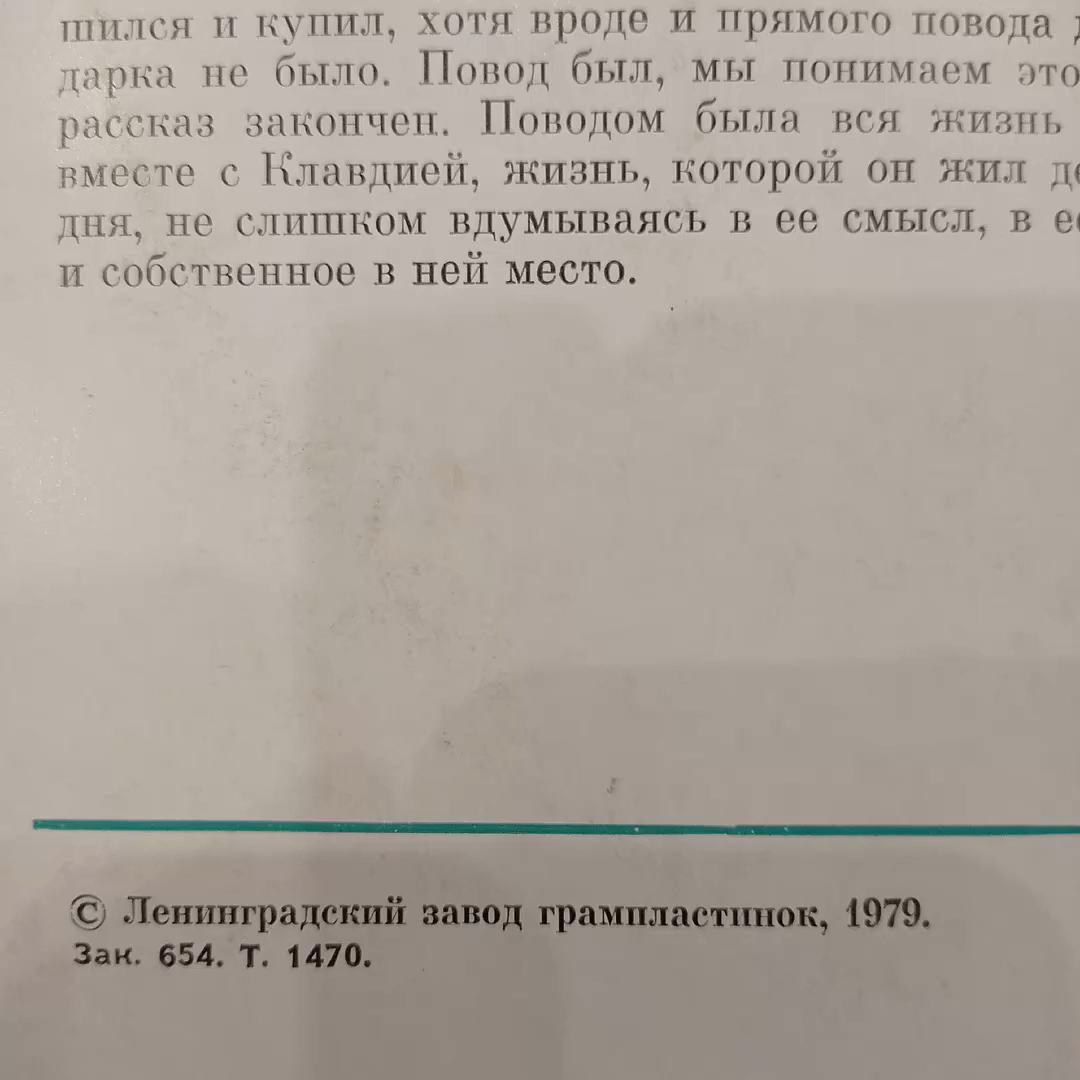 шился и купил, хотя вроде и прямого повода
дарка не было. Повод был, мы понимаем это
рассказ закончен. Поводом была вся жизнь
вместе с Клавдией, жизнь, которой он жил
дня, не слишком вдумываясь в ее смысл, в
и собственное в ней место.
© Ленинградский завод грампластинок, 1979.
Зак. 654. Т. 1470.